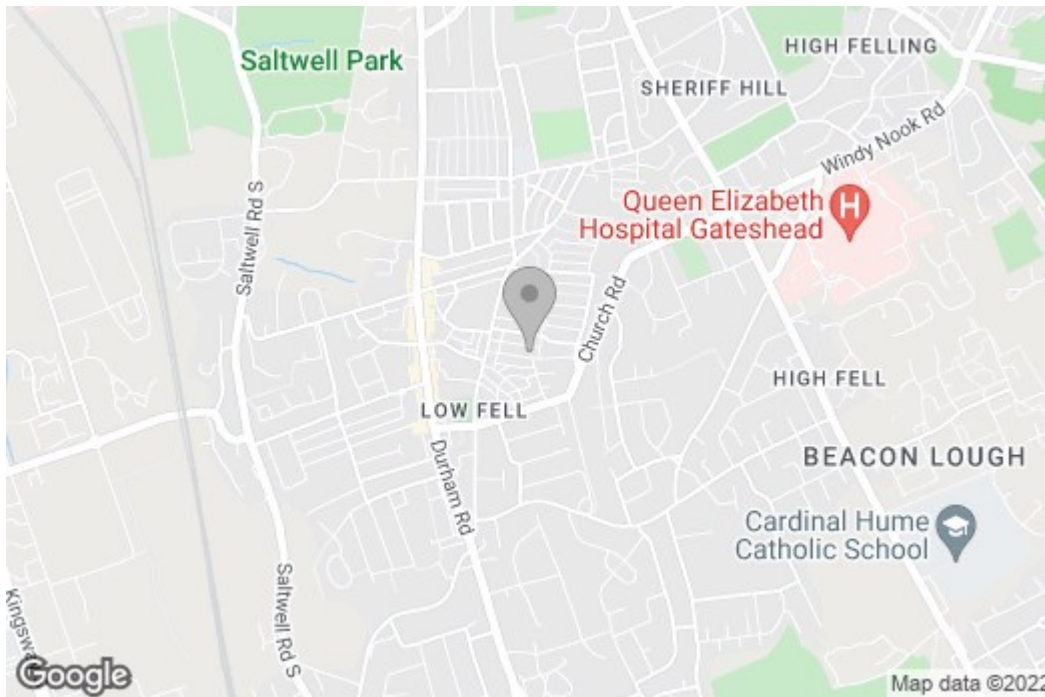 Saltwell Park
HIGH FELLING
SHERIFF HILL
Windy Nook Rd
Queen Elizabeth
Hospital Gateshead
H
Saltwell Rd S
Church Rd
HIGH FELL
LOW FELL
BEACON LOUGH
Durham Rd
Cardinal Hume
Catholic School
Saltwell Rd S
Kingsway
Google
Map data ©2022